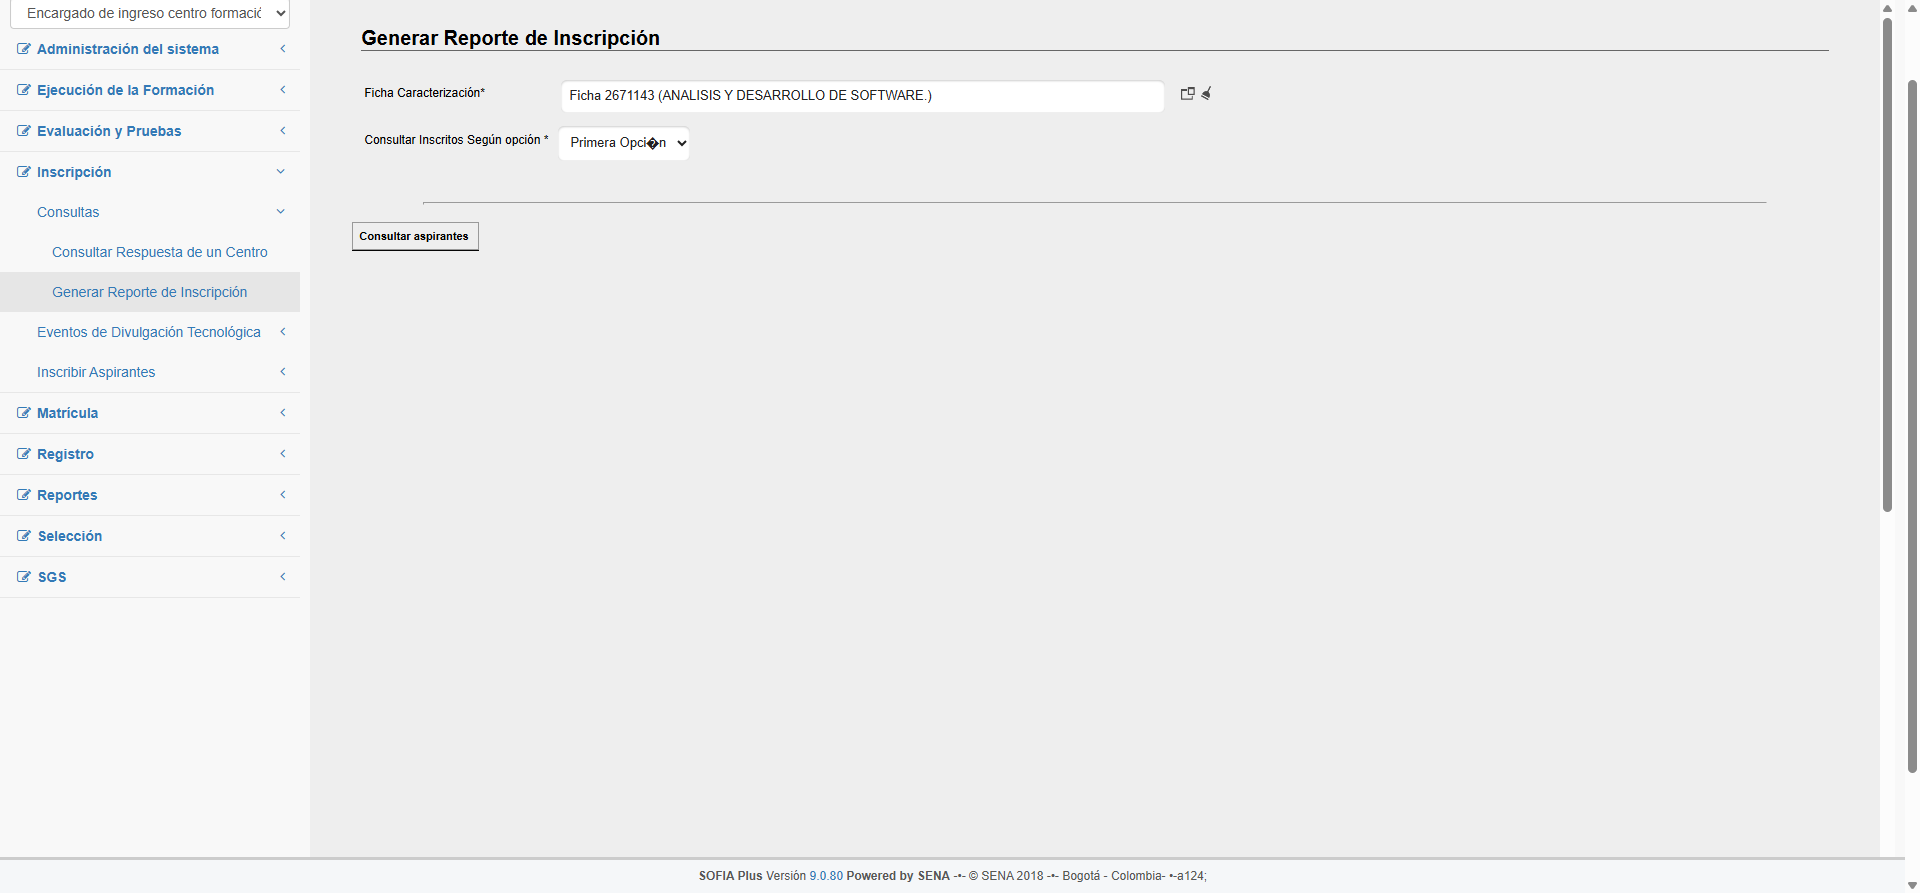 Encargado de ingreso centro formació
Administración del sistema
Ejecución de la Formación
Evaluación y Pruebas
Inscripción
Consultas
Consultar Respuesta de un Centro
Generar Reporte de Inscripción
Eventos de Divulgación Tecnológica
Inscribir Aspirantes
Matrícula
Registro
Reportes
Selección
SGS
Generar Reporte de Inscripción
Ficha Caracterización*
Ficha 2671143 (ANALISIS Y DESARROLLO DE SOFTWARE.)
Consultar Inscritos Según opción *
Primera Opci�n
Consultar aspirantes
SOFIA Plus Versión 9.0.80 Powered by SENA -•- © SENA 2018 -•- Bogotá - Colombia- •-a124;